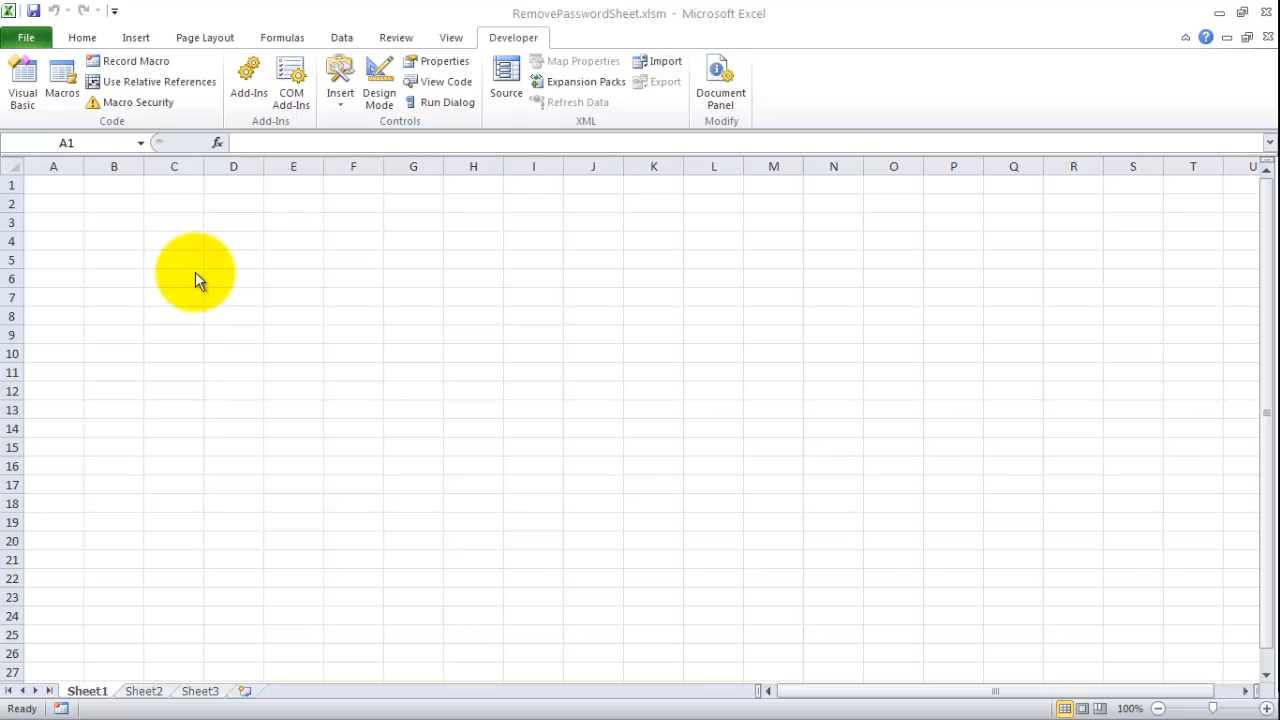 RemovePasswordSheet.xlsm - Microsoft Excel
File Home Insert Page Layout Formulas Data Review View Developer
Visual Basic
Macros
Record Macro
Use Relative References
Macro Security
Code
Add-Ins
COM Add-Ins
Add-Ins
Insert
Design Mode
Properties
View Code
Run Dialog
Controls
Source
Map Properties
Expansion Packs
Refresh Data
Import
Export
XML
Document Panel
Modify
A1 fx
A B C D E F G H I J K L M N O P Q R S T U
1
2
3
4
5
6
7
8
9
10
11
12
13
14
15
16
17
18
19
20
21
22
23
24
25
26
27
Sheet1 Sheet2 Sheet3
Ready 100%